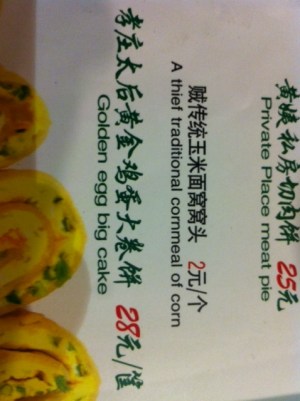 黄嫂私房切肉饼 25元
Private Place meat pie
贼传统玉米面窝窝头 2元/个
A thief traditional cornmeal of corn
孝庄太后黄金鸡蛋大卷饼 28元/筐
Golden egg big cake